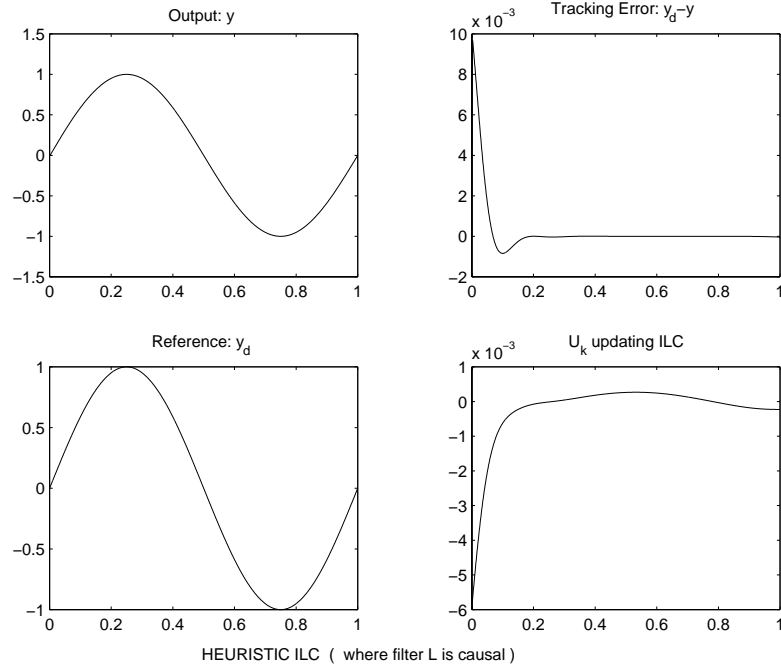 Output: y
1.5
1
0.5
0
−0.5
−1
−1.5
0 0.2 0.4 0.6 0.8 1
Tracking Error: y_d−y
x 10^−3
10
8
6
4
2
0
−2
0 0.2 0.4 0.6 0.8 1
Reference: y_d
1
0.5
0
−0.5
−1
0 0.2 0.4 0.6 0.8 1
U_k updating ILC
x 10^−3
1
0
−1
−2
−3
−4
−5
−6
0 0.2 0.4 0.6 0.8 1
HEURISTIC ILC ( where filter L is causal )